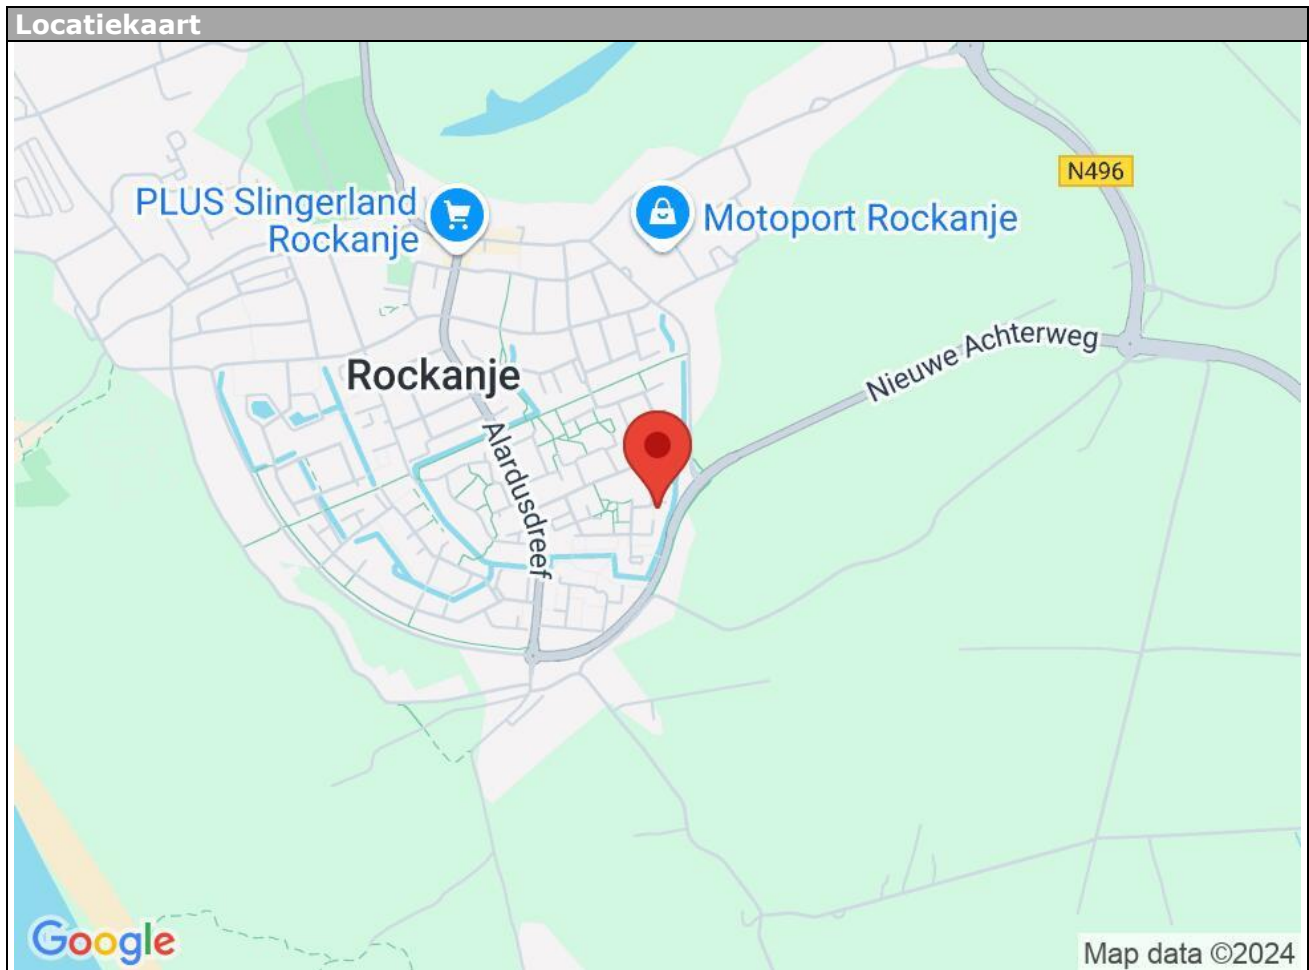 Locatiekaart
N496
PLUS Slingerland
Rockanje
Motoport Rockanje
Nieuwe Achterweg
Rockanje
Alardusdreef
Google
Map data ©2024